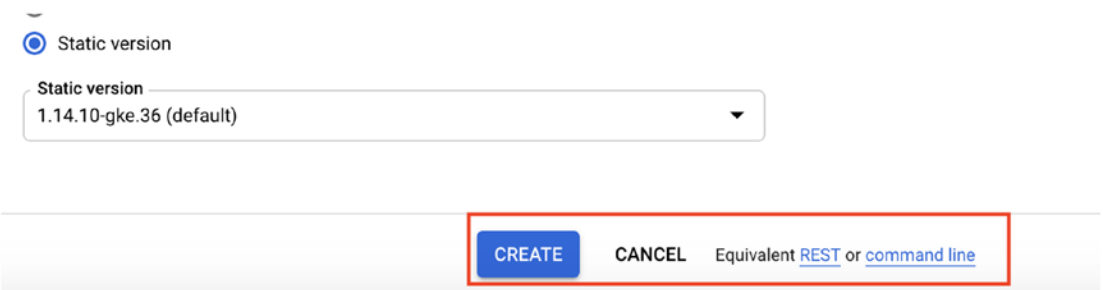 Static version
Static version
1.14.10-gke.36 (default)
CREATE CANCEL Equivalent REST or command line